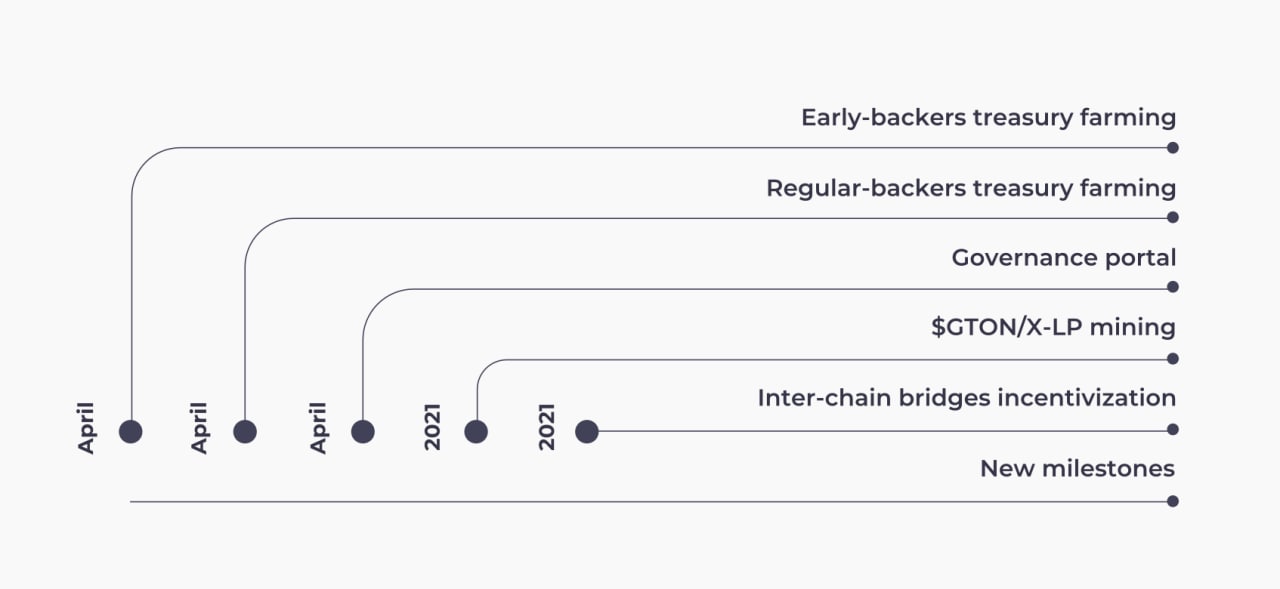 Early-backers treasury farming
Regular-backers treasury farming
Governance portal
$GTON/X-LP mining
Inter-chain bridges incentivization
New milestones
April
April
April
2021
2021